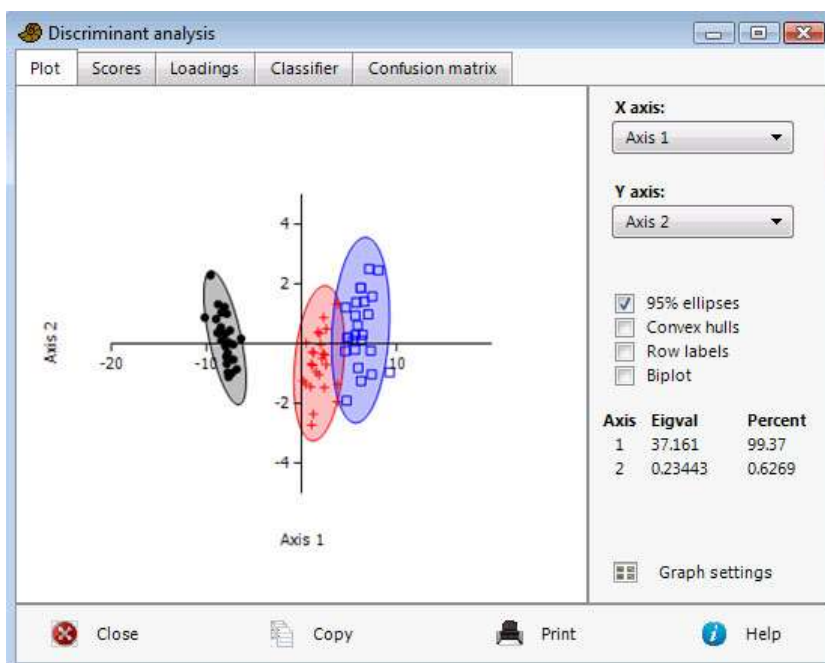 Discriminant analysis
Plot Scores Loadings Classifier Confusion matrix
X axis:
Axis 1
Y axis:
Axis 2
4
2
-20 -10 10
-2
-4
Axis 2
Axis 1
95% ellipses
Convex hulls
Row labels
Biplot
Axis Eigval Percent
1 37.161 99.37
2 0.23443 0.6269
Graph settings
Close Copy Print Help